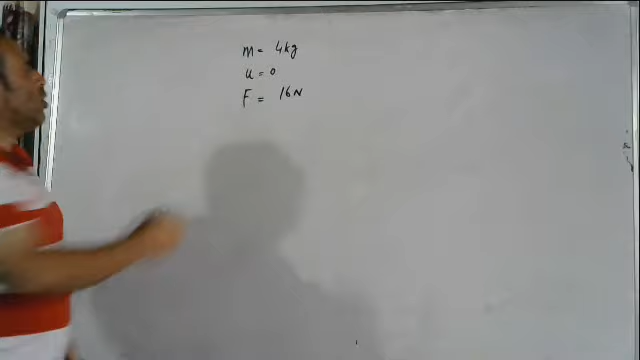 m = 4kg
u = 0
F = 16N